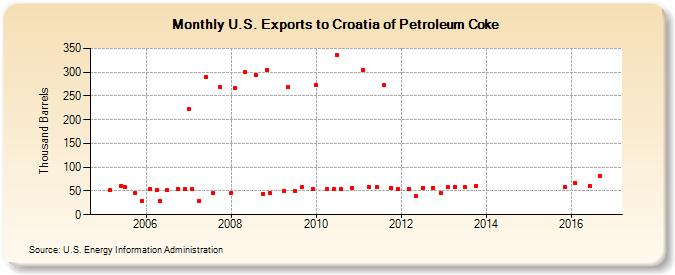 Monthly U.S. Exports to Croatia of Petroleum Coke
Thousand Barrels
350
300
250
200
150
100
50
0
2006 2008 2010 2012 2014 2016
Source: U.S. Energy Information Administration